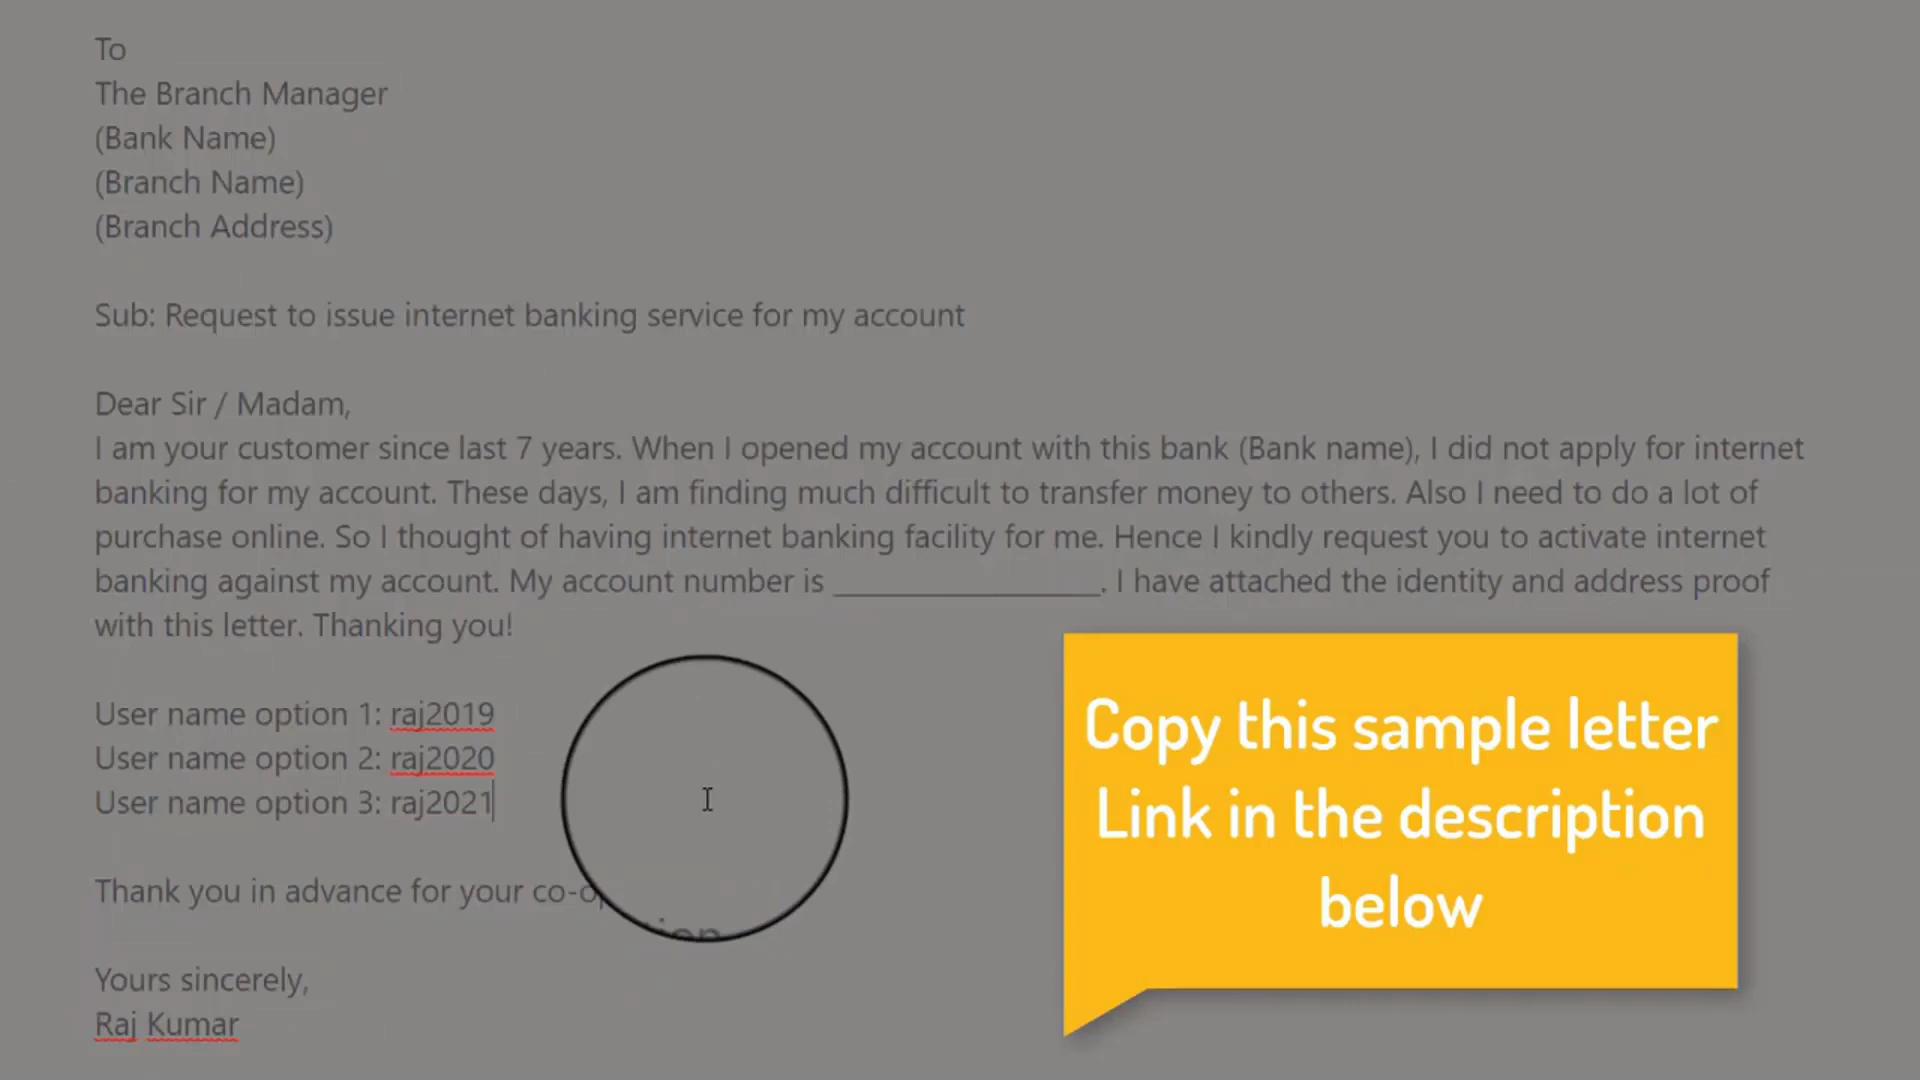 To
The Branch Manager
(Bank Name)
(Branch Name)
(Branch Address)
Sub: Request to issue internet banking service for my account
Dear Sir / Madam,
I am your customer since last 7 years. When I opened my account with this bank (Bank name), I did not apply for internet
banking for my account. These days, I am finding much difficult to transfer money to others. Also I need to do a lot of
purchase online. So I thought of having internet banking facility for me. Hence I kindly request you to activate internet
banking against my account. My account number is ________________. I have attached the identity and address proof
with this letter. Thanking you!
User name option 1: raj2019
User name option 2: raj2020
User name option 3: raj2021
Thank you in advance for your
Yours sincerely,
Raj Kumar
Copy this sample letter
Link in the description
below